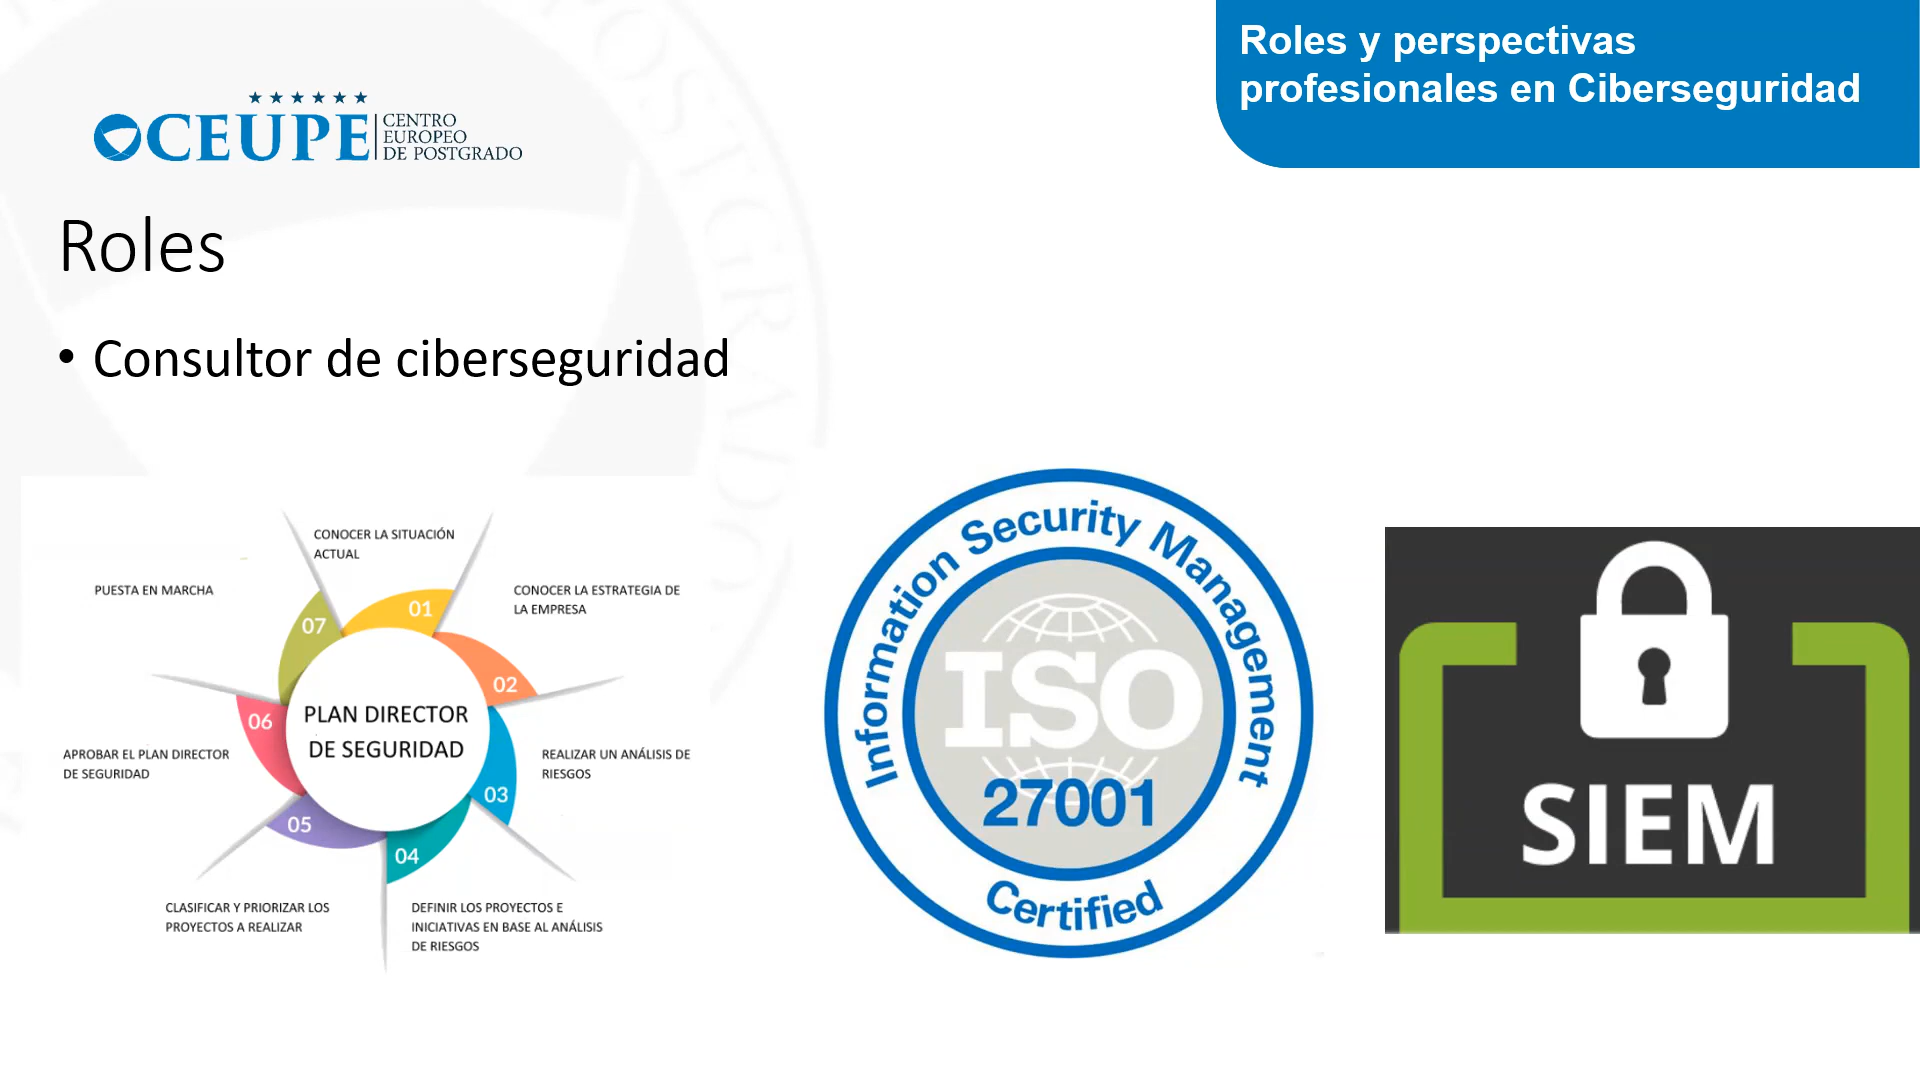 Roles y perspectivas
profesionales en Ciberseguridad
CEUPE
CENTRO
EUROPEO
DE POSTGRADO
Roles
• Consultor de ciberseguridad
PLAN DIRECTOR
DE SEGURIDAD
01
CONOCER LA SITUACIÓN
ACTUAL
02
CONOCER LA ESTRATEGIA DE
LA EMPRESA
03
REALIZAR UN ANÁLISIS DE
RIESGOS
04
DEFINIR LOS PROYECTOS E
INICIATIVAS EN BASE AL ANÁLISIS
DE RIESGOS
05
CLASIFICAR Y PRIORIZAR LOS
PROYECTOS A REALIZAR
06
APROBAR EL PLAN DIRECTOR
DE SEGURIDAD
07
PUESTA EN MARCHA
Information Security Management
ISO
27001
Certified
SIEM